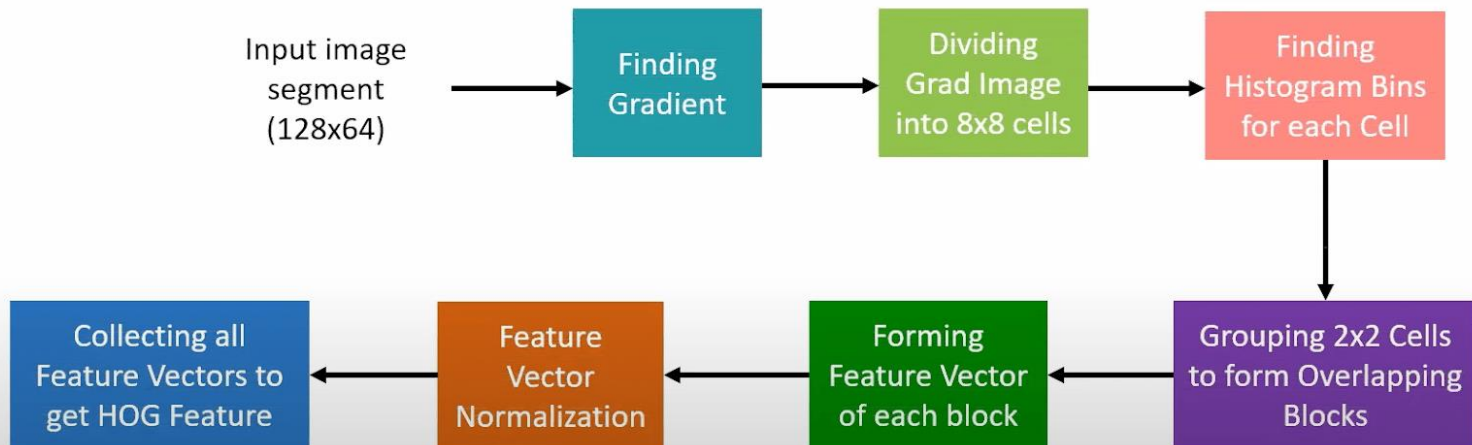 Input image
segment
(128x64)
Finding
Gradient
Dividing
Grad Image
into 8x8 cells
Finding
Histogram Bins
for each Cell
Grouping 2x2 Cells
to form Overlapping
Blocks
Forming
Feature Vector
of each block
Feature
Vector
Normalization
Collecting all
Feature Vectors to
get HOG Feature